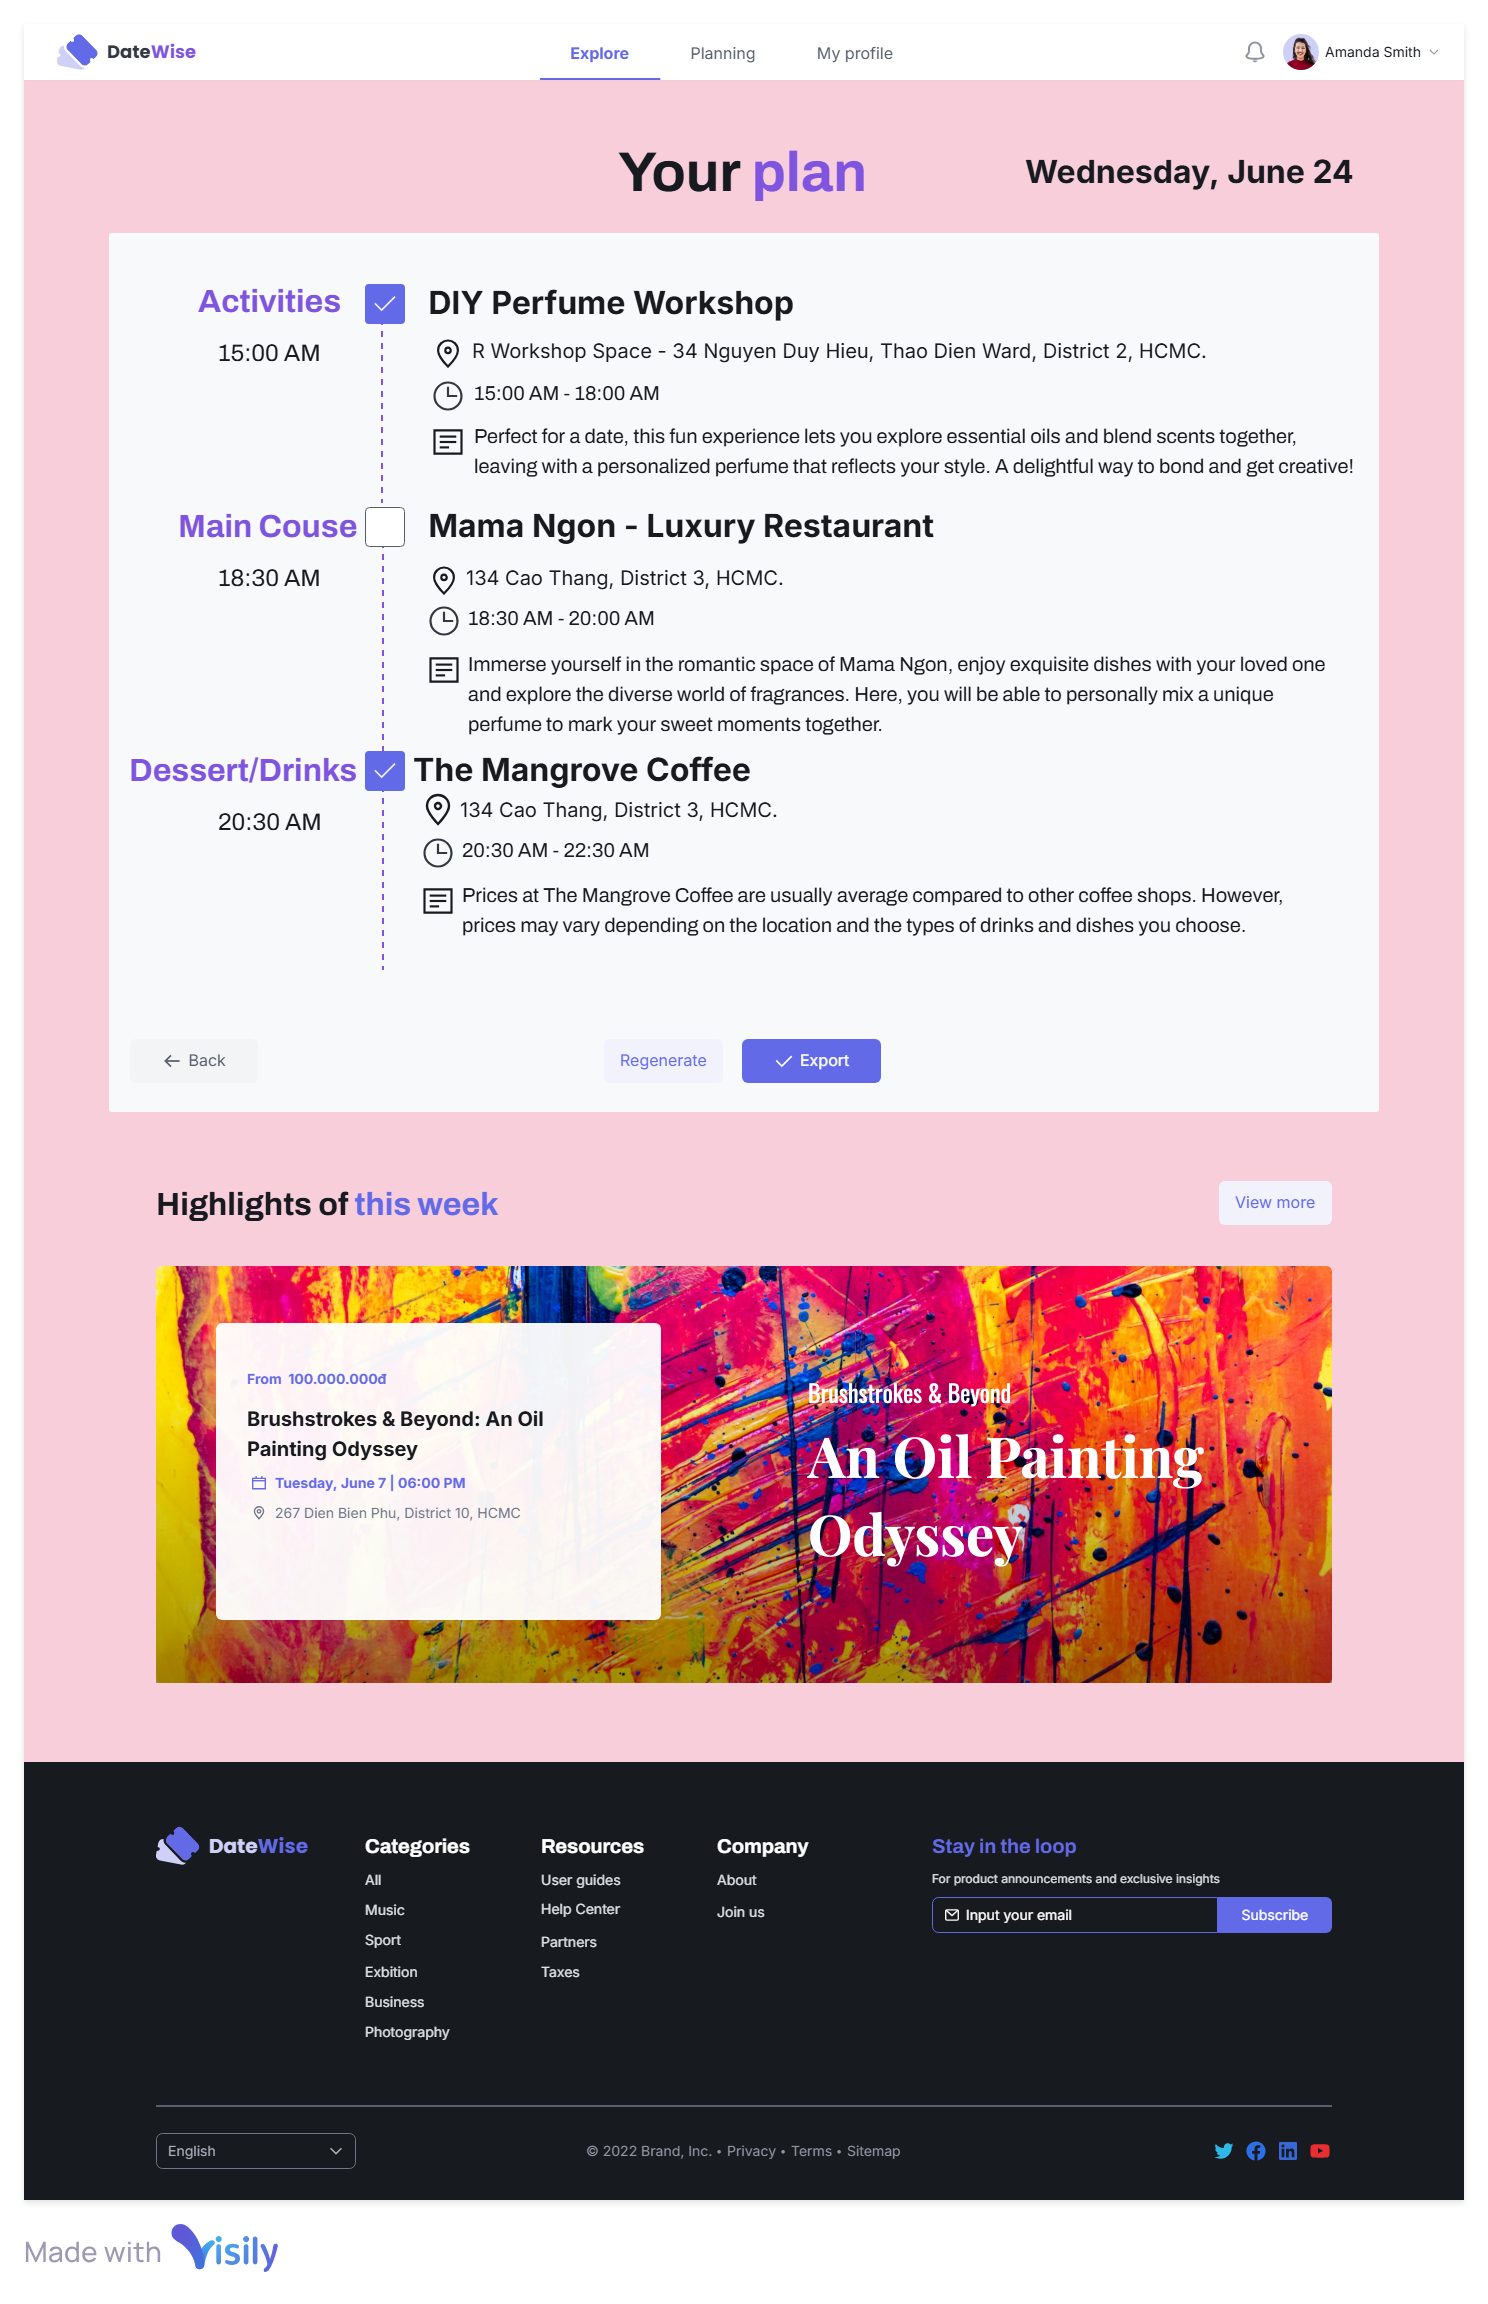 DateWise
Explore
Planning
My profile
Amanda Smith
Your plan
Wednesday, June 24
Activities
15:00 AM
DIY Perfume Workshop
R Workshop Space - 34 Nguyen Duy Hieu, Thao Dien Ward, District 2, HCMC.
15:00 AM - 18:00 AM
Perfect for a date, this fun experience lets you explore essential oils and blend scents together,
leaving with a personalized perfume that reflects your style. A delightful way to bond and get creative!
Main Couse
18:30 AM
Mama Ngon - Luxury Restaurant
134 Cao Thang, District 3, HCMC.
18:30 AM - 20:00 AM
Immerse yourself in the romantic space of Mama Ngon, enjoy exquisite dishes with your loved one
and explore the diverse world of fragrances. Here, you will be able to personally mix a unique
perfume to mark your sweet moments together.
Dessert/Drinks
20:30 AM
The Mangrove Coffee
134 Cao Thang, District 3, HCMC.
20:30 AM - 22:30 AM
Prices at The Mangrove Coffee are usually average compared to other coffee shops. However,
prices may vary depending on the location and the types of drinks and dishes you choose.
Back
Regenerate
Export
Highlights of this week
View more
From 100.000.000đ
Brushstrokes & Beyond: An Oil
Painting Odyssey
Tuesday, June 7 | 06:00 PM
267 Dien Bien Phu, District 10, HCMC
Brushstrokes & Beyond
An Oil Painting
Odyssey
DateWise
Categories
All
Music
Sport
Exbition
Business
Photography
Resources
User guides
Help Center
Partners
Taxes
Company
About
Join us
Stay in the loop
For product announcements and exclusive insights
Input your email
Subscribe
English
© 2022 Brand, Inc. • Privacy • Terms • Sitemap
Made with Visily